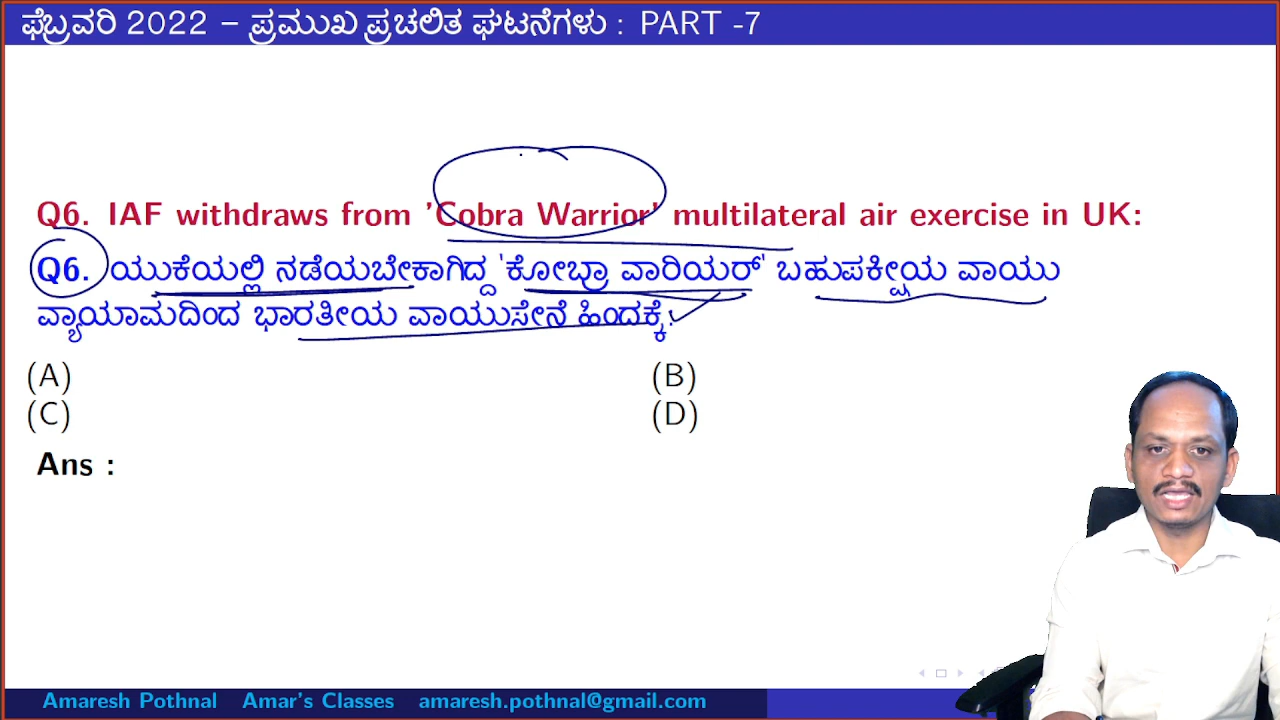 ಫೆಬ್ರವರಿ 2022 – ಪ್ರಮುಖ ಪ್ರಚಲಿತ ಘಟನೆಗಳು : PART -7
Q6. IAF withdraws from 'Cobra Warrior' multilateral air exercise in UK:
Q6. ಯುಕೆಯಲ್ಲಿ ನಡೆಯಬೇಕಾಗಿದ್ದ 'ಕೋಬ್ರಾ ವಾರಿಯರ್' ಬಹುಪಕ್ಷೀಯ ವಾಯು
ವ್ಯಾಯಾಮದಿಂದ ಭಾರತೀಯ ವಾಯುಸೇನೆ ಹಿಂದಕ್ಕೆ:
(A) (B)
(C) (D)
Ans :
Amaresh Pothnal Amar's Classes amaresh.pothnal@gmail.com